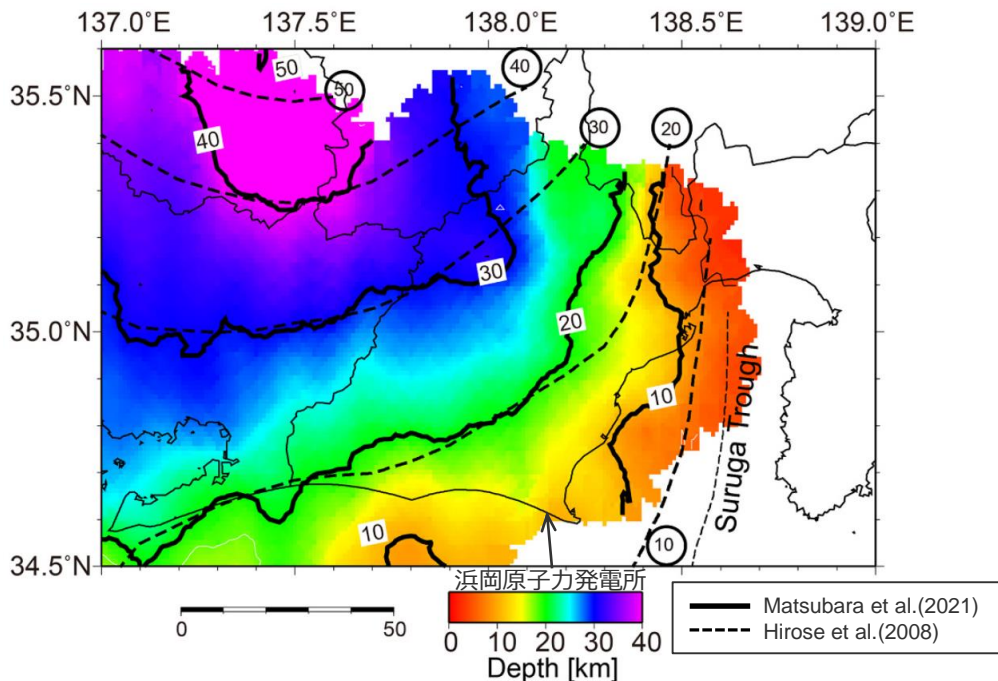 137.0°E 137.5° 138.0° 138.5° 139.0°
35.5°N
35.0°N
34.5°N
50
40
50
30
20
40
30
20
10
10
10
Suruga Trough
浜岡原子力発電所
0 50
0 10 20 30 40
Depth [km]
Matsubara et al.(2021)
Hirose et al.(2008)